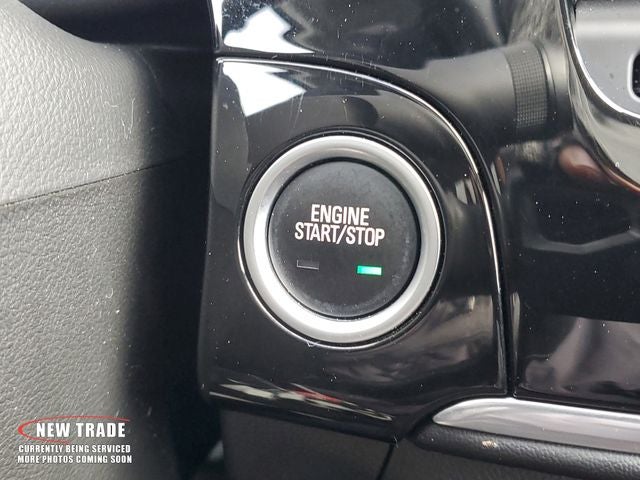 ENGINE
START/STOP
NEW TRADE
CURRENTLY BEING SERVICED
MORE PHOTOS COMING SOON